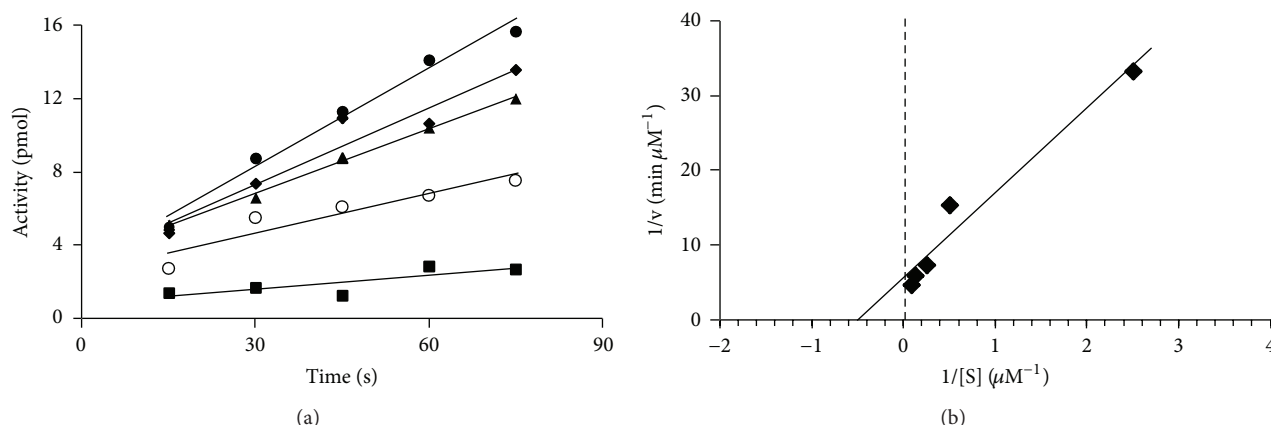 16
12
8
4
0
Activity (pmol)
0 30 60 90
Time (s)
(a)
40
30
20
10
0
1/v (min μM−1)
−2 −1 0 1 2 3 4
1/[S] (μM−1)
(b)